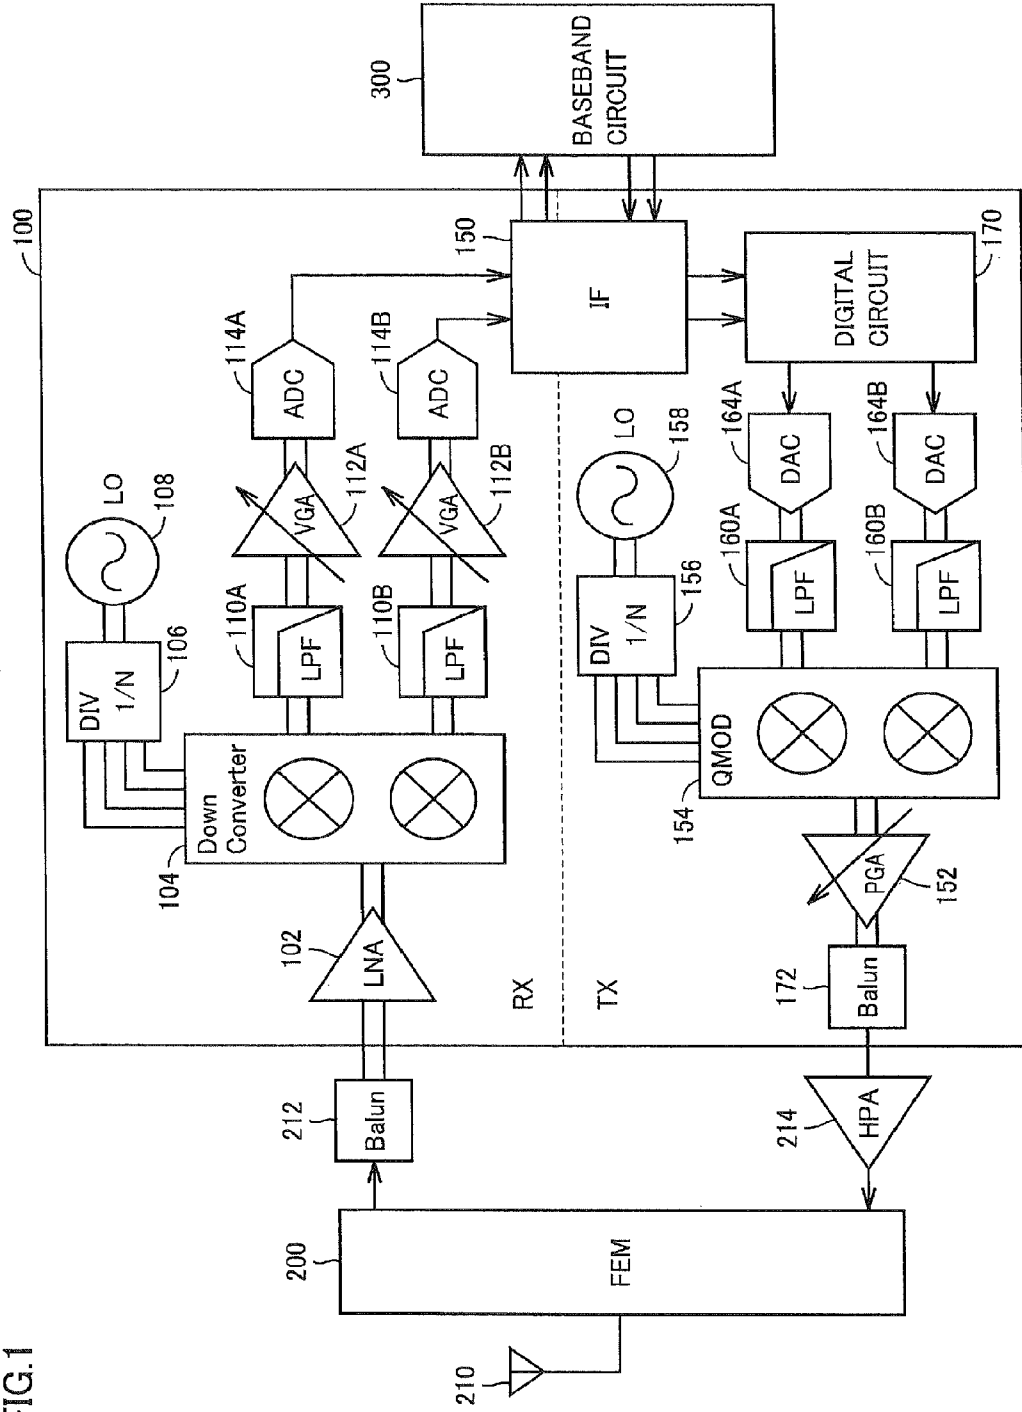 FIG.1
100
LO
108
DIV
1/N
106
Down
Converter
104
110A
LPF
110B
LPF
VGA
112A
VGA
112B
114A
ADC
114B
ADC
102
LNA
RX
TX
212
Balun
200
FEM
210
300
BASEBAND
CIRCUIT
150
IF
DIGITAL
CIRCUIT
170
LO
158
DIV
1/N
156
164A
DAC
164B
DAC
160A
LPF
160B
LPF
QMOD
154
PGA
152
172
Balun
214
HPA